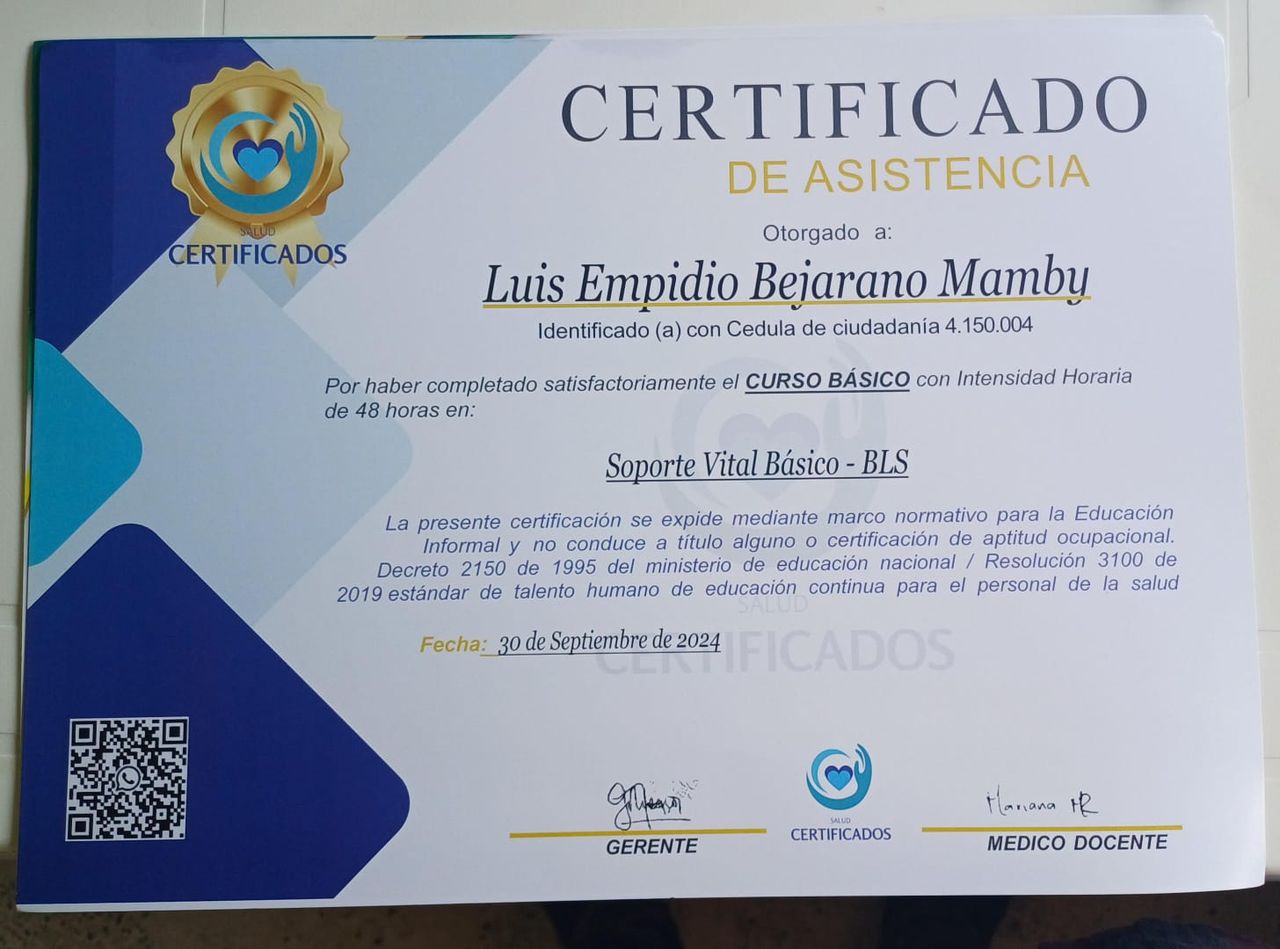 CERTIFICADO
DE ASISTENCIA
SALUD
CERTIFICADOS
Otorgado a:
Luis Empidio Bejarano Mamby
Identificado (a) con Cedula de ciudadanía 4.150.004
Por haber completado satisfactoriamente el CURSO BÁSICO con Intensidad Horaria
de 48 horas en:
Soporte Vital Básico - BLS
La presente certificación se expide mediante marco normativo para la Educación
Informal y no conduce a título alguno o certificación de aptitud ocupacional.
Decreto 2150 de 1995 del ministerio de educación nacional / Resolución 3100 de
2019 estándar de talento humano de educación continua para el personal de la salud
SALUD
CERTIFICADOS
Fecha: 30 de Septiembre de 2024
Mariana MR
SALUD
CERTIFICADOS
GERENTE
MEDICO DOCENTE